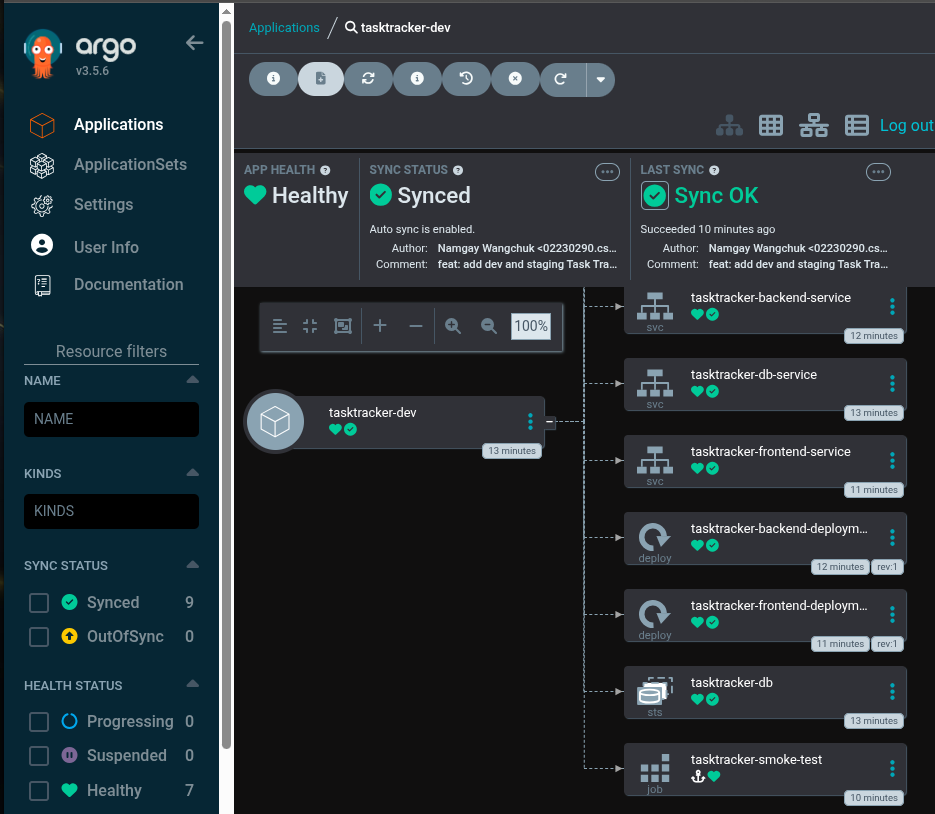 argo
v3.5.6
Applications
ApplicationSets
Settings
User Info
Documentation
Resource filters
NAME
NAME
KINDS
KINDS
SYNC STATUS
Synced 9
OutOfSync 0
HEALTH STATUS
Progressing 0
Suspended 0
Healthy 7
Applications / tasktracker-dev
Log out
APP HEALTH
Healthy
SYNC STATUS
Synced
Auto sync is enabled.
Author: Namgay Wangchuk <02230290.cs...
Comment: feat: add dev and staging Task Tra...
LAST SYNC
Sync OK
Succeeded 10 minutes ago
Author: Namgay Wangchuk <02230290.cs...
Comment: feat: add dev and staging Task Tra...
100%
tasktracker-dev
13 minutes
tasktracker-backend-service
svc
12 minutes
tasktracker-db-service
svc
13 minutes
tasktracker-frontend-service
svc
11 minutes
tasktracker-backend-deploym...
deploy
12 minutes rev:1
tasktracker-frontend-deploym...
deploy
11 minutes rev:1
tasktracker-db
sts
13 minutes
tasktracker-smoke-test
job
10 minutes